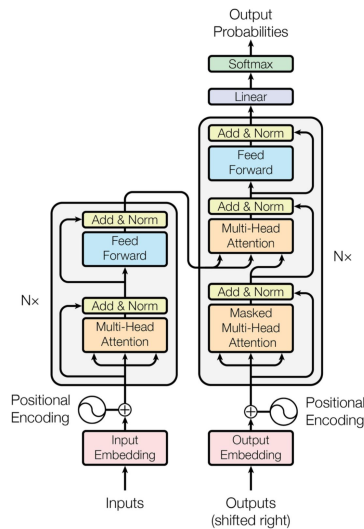 Output
Probabilities
Softmax
Linear
Add & Norm
Feed
Forward
Add & Norm
Multi-Head
Attention
Add & Norm
Masked
Multi-Head
Attention
Nx
Positional
Encoding
Output
Embedding
Outputs
(shifted right)
Add & Norm
Feed
Forward
Add & Norm
Multi-Head
Attention
Nx
Positional
Encoding
Input
Embedding
Inputs